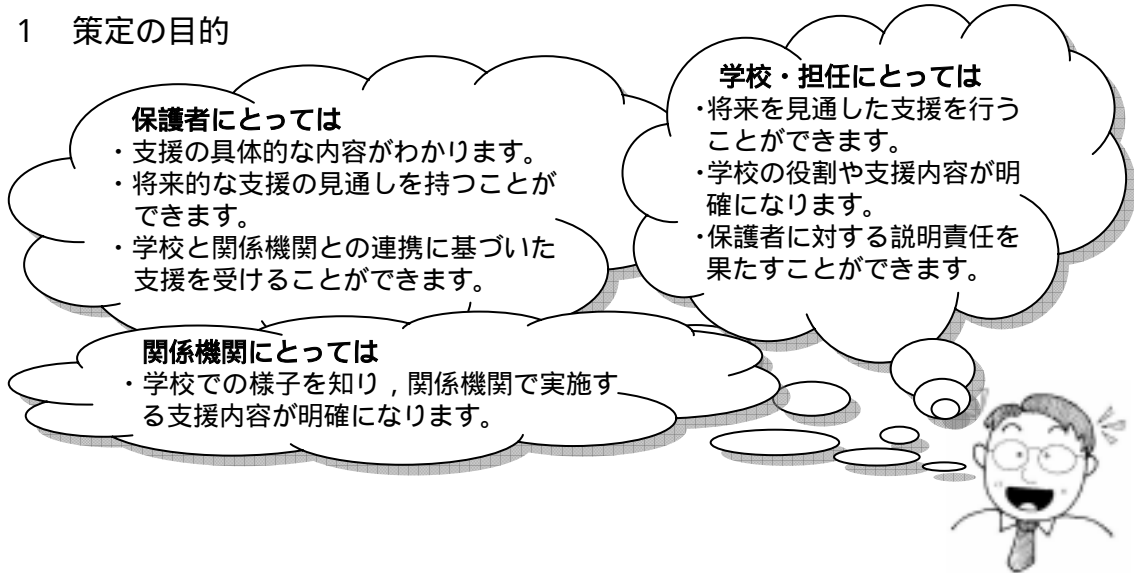 1 策定の目的
保護者にとっては
・支援の具体的な内容がわかります。
・将来的な支援の見通しを持つことが
できます。
・学校と関係機関との連携に基づいた
支援を受けることができます。
学校・担任にとっては
・将来を見通した支援を行う
ことができます。
・学校の役割や支援内容が明
確になります。
・保護者に対する説明責任を
果たすことができます。
関係機関にとっては
・学校での様子を知り，関係機関で実施す
る支援内容が明確になります。